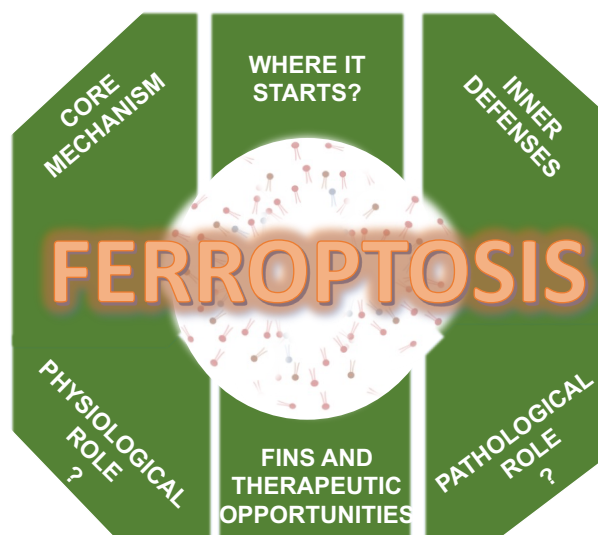 CORE
MECHANISM
WHERE IT
STARTS?
INNER
DEFENSES
FERROPTOSIS
PHYSIOLOGICAL
ROLE
?
FINS AND
THERAPEUTIC
OPPORTUNITIES
PATHOLOGICAL
ROLE
?